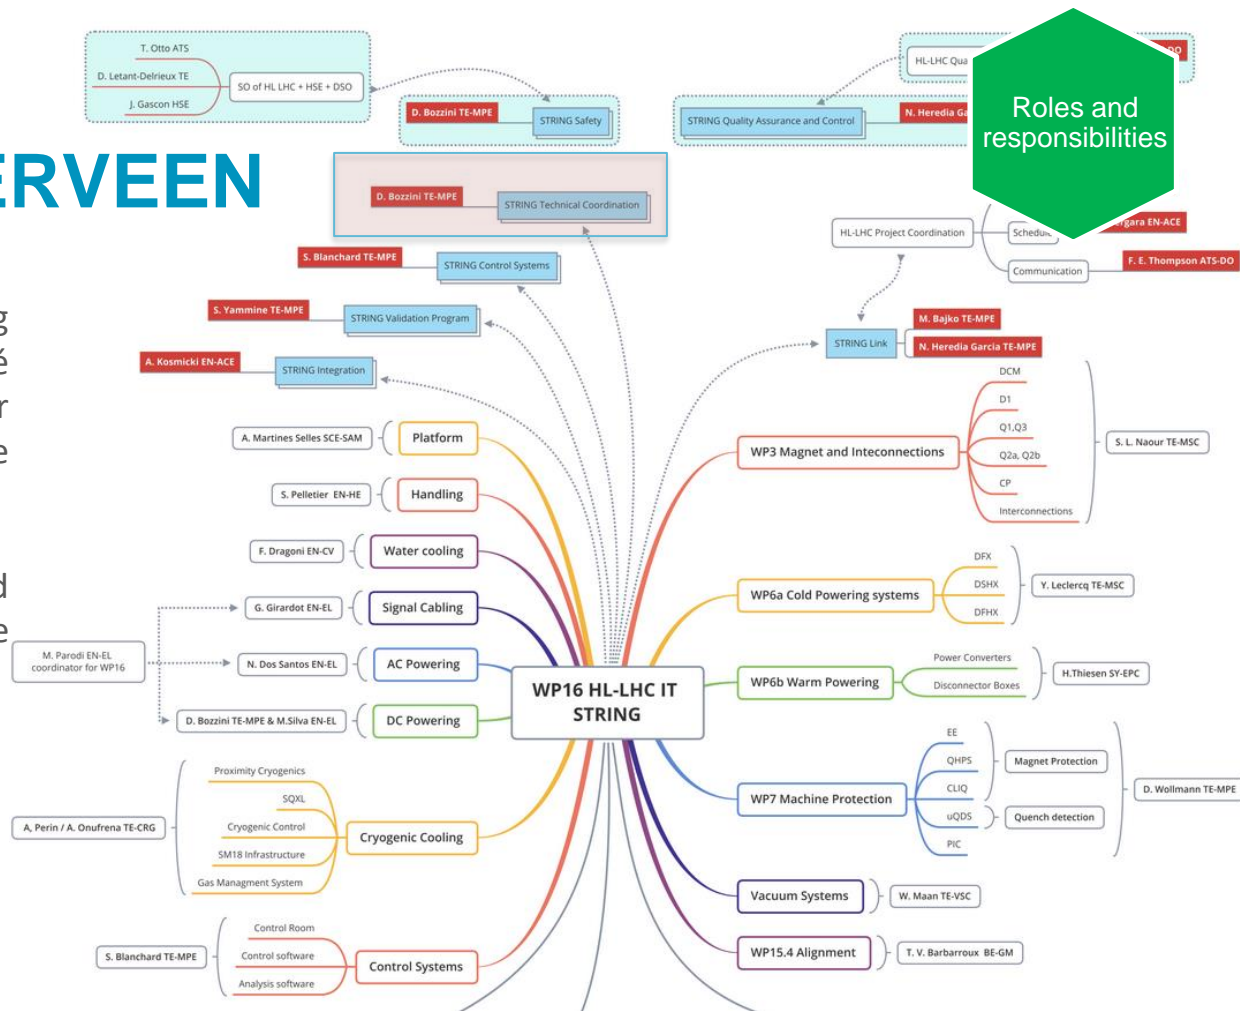 T. Otto ATS
D. Letant-Delrieux TE
J. Gascon HSE
SO of HL LHC + HSE + DSO
D. Bozzini TE-MPE
STRING Safety
STRING Quality Assurance and Control
N. Heredia
HL-LHC
Roles and
responsibilities
ERVEEN
D. Bozzini TE-MPE
STRING Technical Coordination
HL-LHC Project Coordination
Schedule
EN-ACE
Communication
F. E. Thompson ATS-DO
S. Blanchard TE-MPE
STRING Control Systems
S. Yammine TE-MPE
STRING Validation Program
A. Kosmicki EN-ACE
STRING Integration
STRING Link
M. Bajko TE-MPE
N. Heredia Garcia TE-MPE
g
é
r
e
d
e
A. Martines Selles SCE-SAM
Platform
S. Pelletier EN-HE
Handling
F. Dragoni EN-CV
Water cooling
G. Girardot EN-EL
Signal Cabling
M. Parodi EN-EL
coordinator for WP16
N. Dos Santos EN-EL
AC Powering
D. Bozzini TE-MPE & M.Silva EN-EL
DC Powering
WP16 HL-LHC IT
STRING
A, Perin / A. Onufrena TE-CRG
Proximity Cryogenics
SQXL
Cryogenic Control
SM18 Infrastructure
Gas Managment System
Cryogenic Cooling
S. Blanchard TE-MPE
Control Room
Control software
Analysis software
Control Systems
WP3 Magnet and Inteconnections
DCM
D1
Q1,Q3
Q2a, Q2b
CP
Interconnections
S. L. Naour TE-MSC
WP6a Cold Powering systems
DFX
DSHX
DFHX
Y. Leclercq TE-MSC
WP6b Warm Powering
Power Converters
Disconnector Boxes
H.Thiesen SY-EPC
WP7 Machine Protection
EE
QHPS
CLIQ
uQDS
PIC
Magnet Protection
Quench detection
D. Wollmann TE-MPE
Vacuum Systems
W. Maan TE-VSC
WP15.4 Alignment
T. V. Barbarroux BE-GM